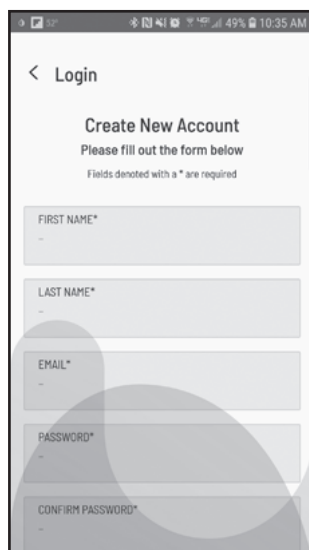 52° 49% 10:35 AM
< Login
Create New Account
Please fill out the form below
Fields denoted with a * are required
FIRST NAME*
–
LAST NAME*
–
EMAIL*
–
PASSWORD*
–
CONFIRM PASSWORD*
–